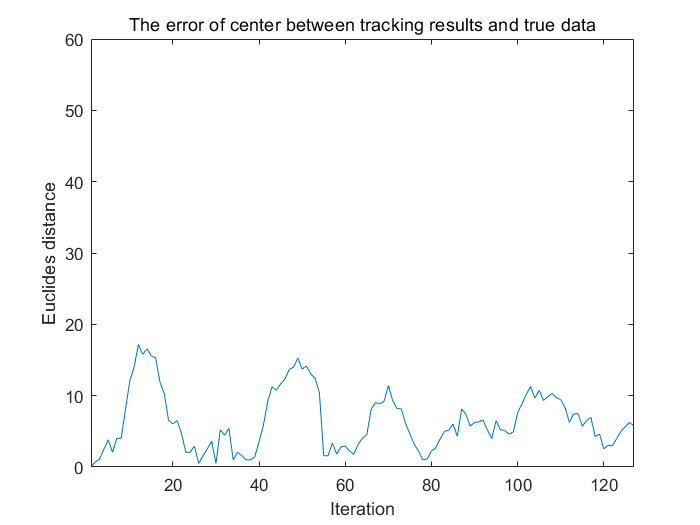 The error of center between tracking results and true data
60
50
40
30
20
10
0
Euclides distance
20 40 60 80 100 120
Iteration